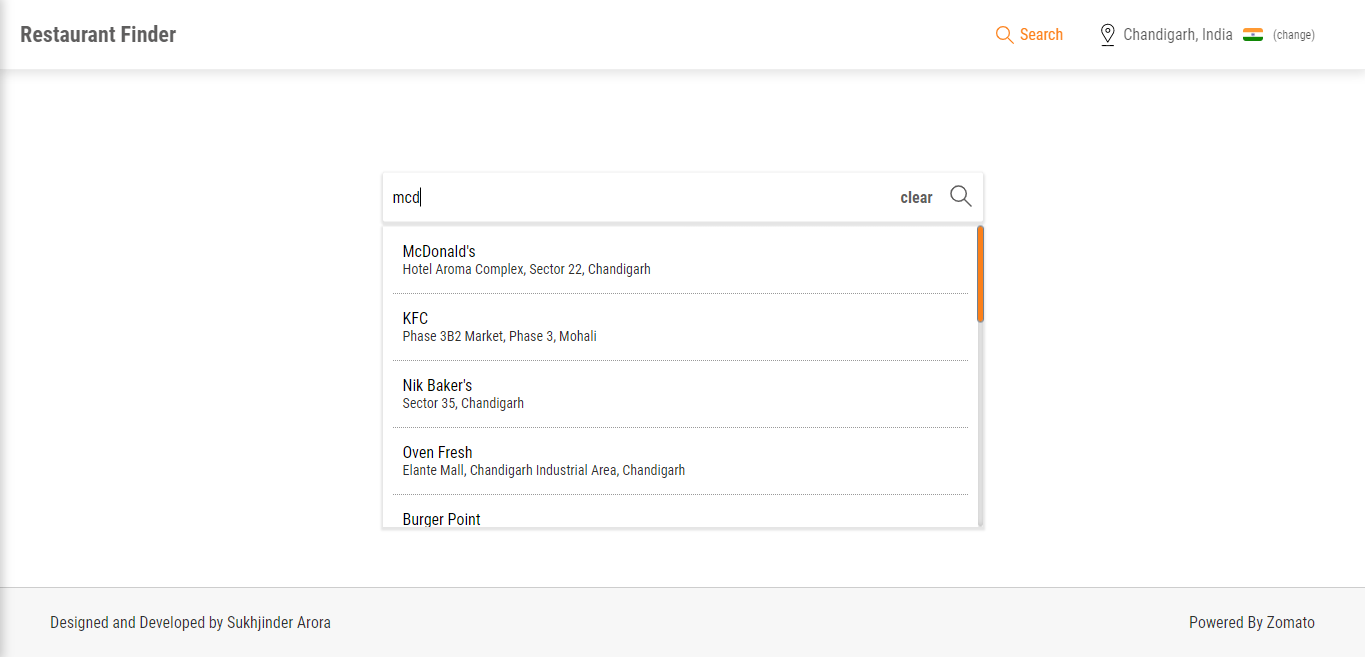 Restaurant Finder
Search
Chandigarh, India
(change)
mcd
clear
McDonald's
Hotel Aroma Complex, Sector 22, Chandigarh
KFC
Phase 3B2 Market, Phase 3, Mohali
Nik Baker's
Sector 35, Chandigarh
Oven Fresh
Elante Mall, Chandigarh Industrial Area, Chandigarh
Burger Point
Designed and Developed by Sukhjinder Arora
Powered By Zomato